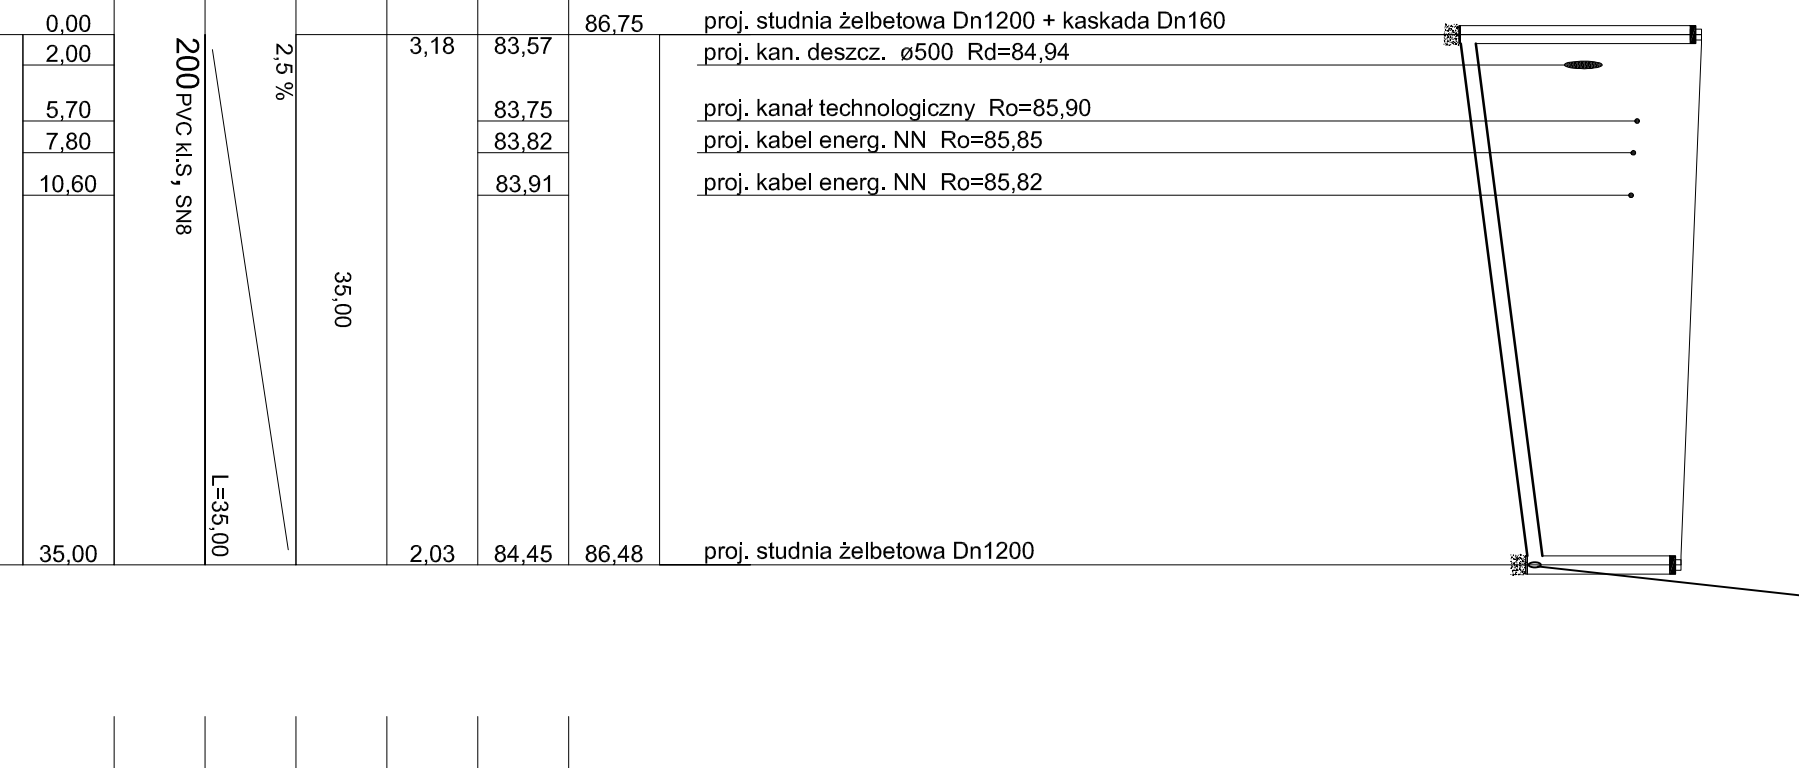 0,00
86,75
proj. studnia żelbetowa Dn1200 + kaskada Dn160
2,00
3,18
83,57
proj. kan. deszcz. ø500 Rd=84,94
5,70
83,75
proj. kanał technologiczny Ro=85,90
7,80
83,82
proj. kabel energ. NN Ro=85,85
10,60
83,91
proj. kabel energ. NN Ro=85,82
200 PVC kl.S, SN8
2,5 %
35,00
L=35,00
35,00
2,03
84,45
86,48
proj. studnia żelbetowa Dn1200